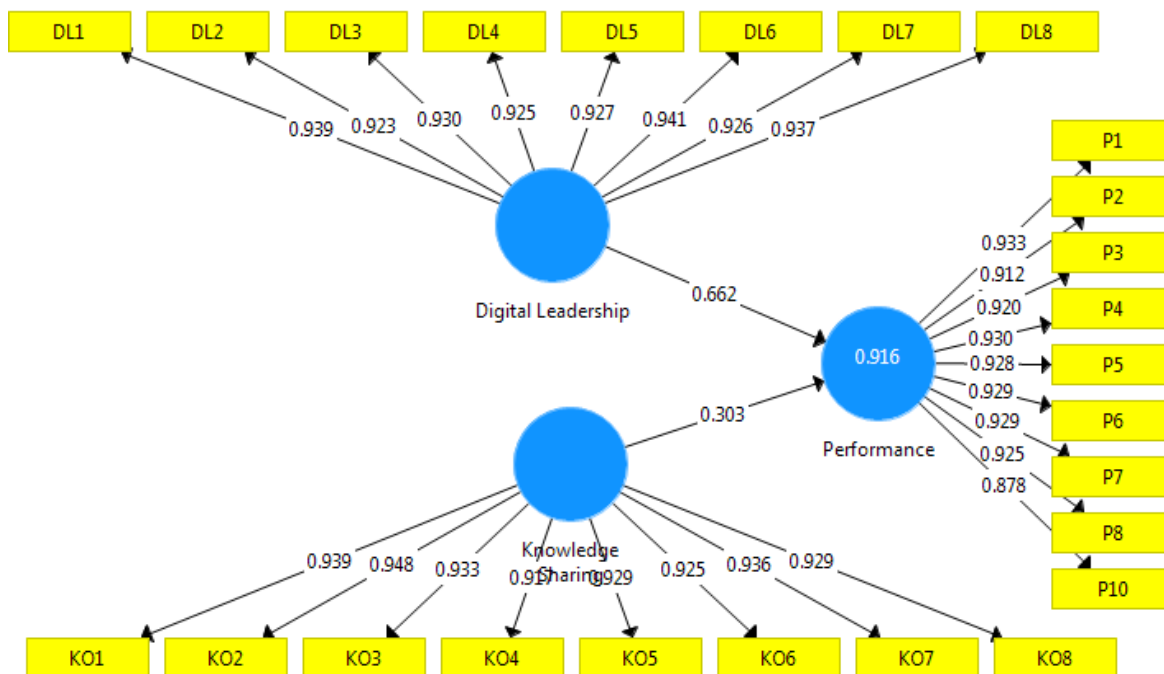 DL1 DL2 DL3 DL4 DL5 DL6 DL7 DL8
0.939 0.923 0.930 0.925 0.927 0.941 0.926 0.937
P1
P2
P3
P4
P5
P6
P7
P8
P10
0.933
0.912
0.920
0.930
0.928
0.929
0.929
0.925
0.878
Digital Leadership
0.662
0.916
Performance
0.303
Knowledge
Sharing
0.939 0.948 0.933 0.917 0.929 0.925 0.936 0.929
KO1 KO2 KO3 KO4 KO5 KO6 KO7 KO8